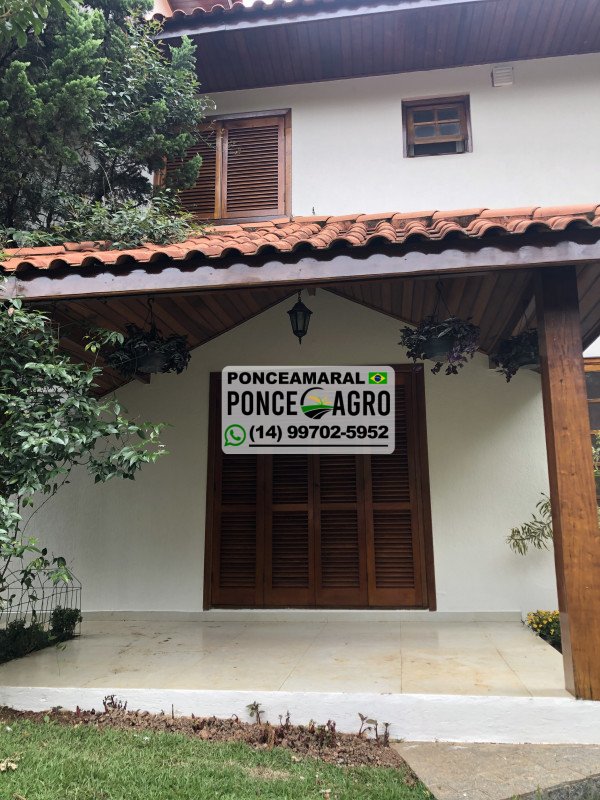 PONCEAMARAL
PONCE AGRO
(14) 99702-5952